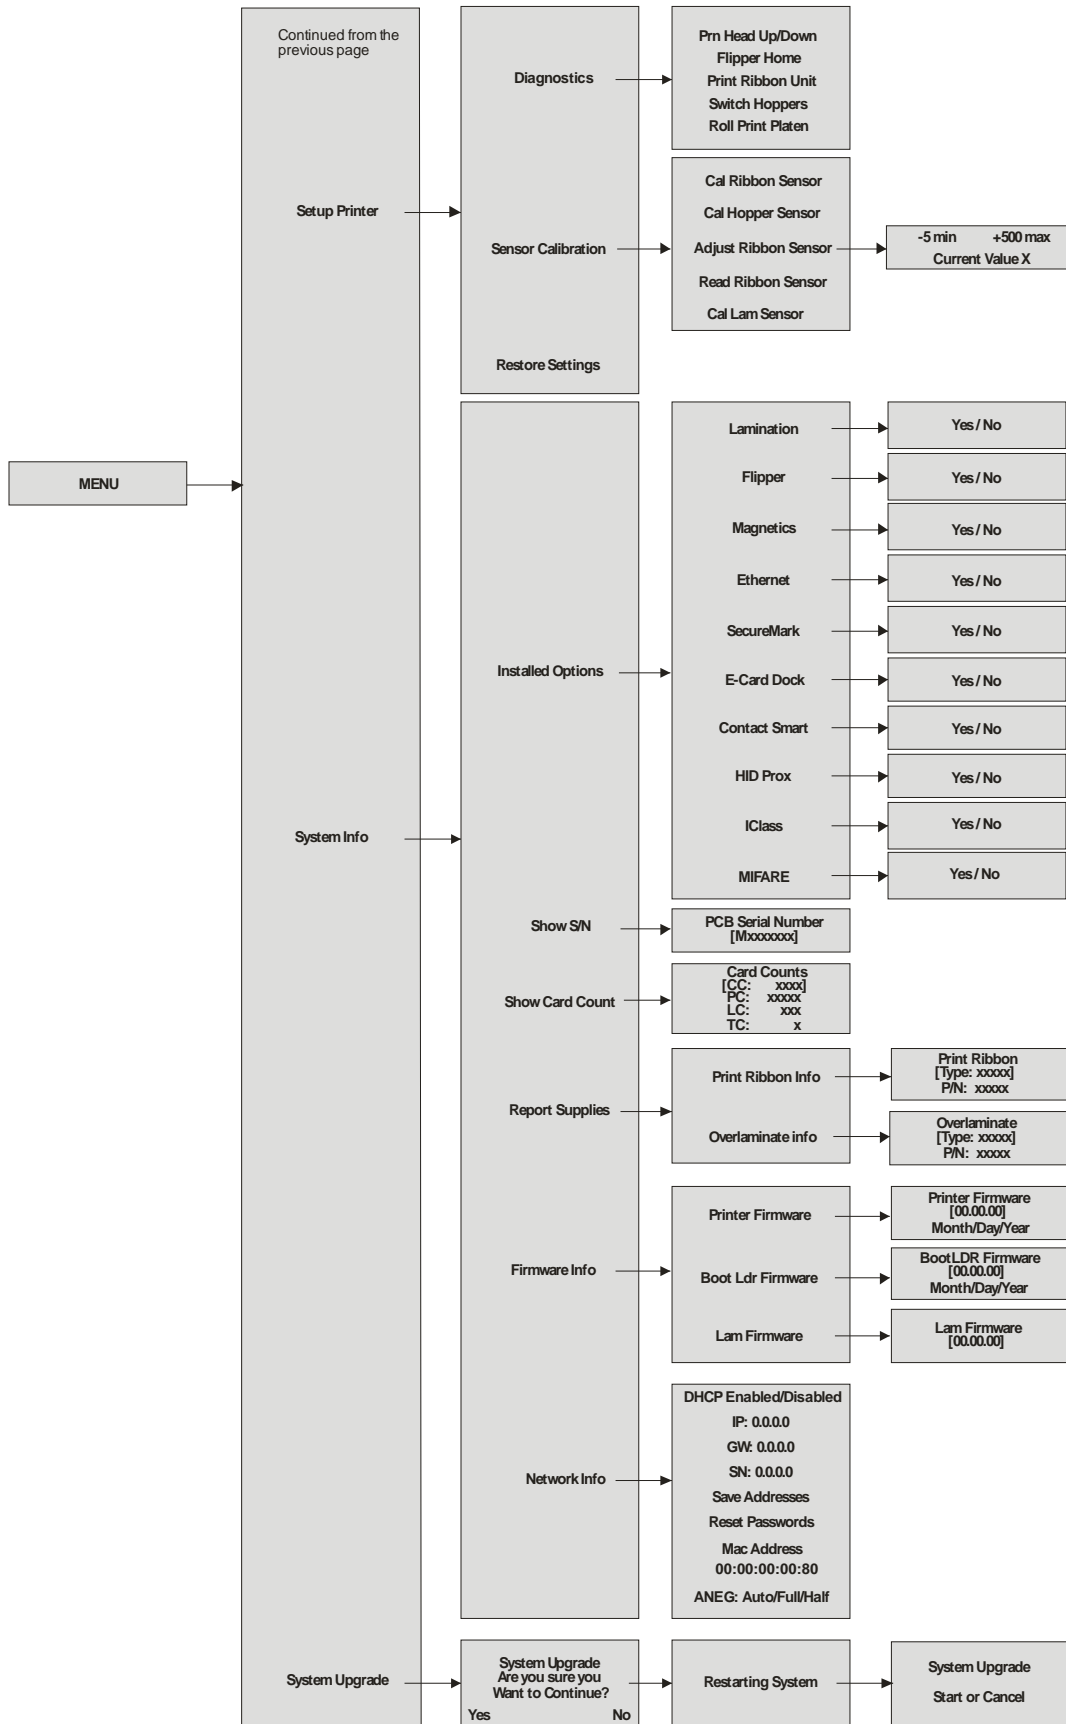 Continued from the
previous page
MENU
Setup Printer
Diagnostics
Prn Head Up/Down
Flipper Home
Print Ribbon Unit
Switch Hoppers
Roll Print Platen
Sensor Calibration
Cal Ribbon Sensor
Cal Hopper Sensor
Adjust Ribbon Sensor
-5 min +500 max
Current Value X
Read Ribbon Sensor
Cal Lam Sensor
Restore Settings
System Info
Installed Options
Lamination
Yes / No
Flipper
Yes / No
Magnetics
Yes / No
Ethernet
Yes / No
SecureMark
Yes / No
E-Card Dock
Yes / No
Contact Smart
Yes / No
HID Prox
Yes / No
IClass
Yes / No
MIFARE
Yes / No
Show S/N
PCB Serial Number
[Mxxxxxxx]
Show Card Count
Card Counts
[CC: xxxx]
PC: xxxxx
LC: xxx
TC: x
Report Supplies
Print Ribbon Info
Print Ribbon
[Type: xxxxx]
P/N: xxxxx
Overlaminate info
Overlaminate
[Type: xxxxx]
P/N: xxxxx
Firmware Info
Printer Firmware
Printer Firmware
[00.00.00]
Month/Day/Year
Boot Ldr Firmware
BootLDR Firmware
[00.00.00]
Month/Day/Year
Lam Firmware
Lam Firmware
[00.00.00]
Network Info
DHCP Enabled/Disabled
IP: 0.0.0.0
GW: 0.0.0.0
SN: 0.0.0.0
Save Addresses
Reset Passwords
Mac Address
00:00:00:00:80
ANEG: Auto/Full/Half
System Upgrade
System Upgrade
Are you sure you
Want to Continue?
Yes No
Restarting System
System Upgrade
Start or Cancel